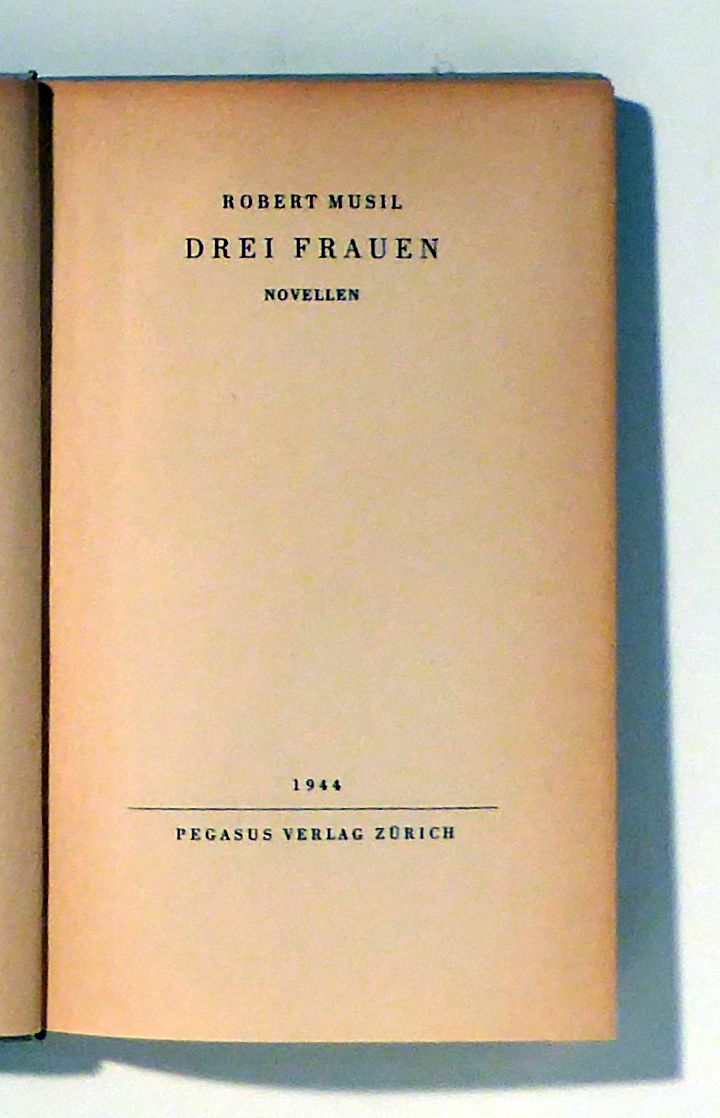 ROBERT MUSIL
DREI FRAUEN
NOVELLEN
1944
PEGASUS VERLAG ZÜRICH